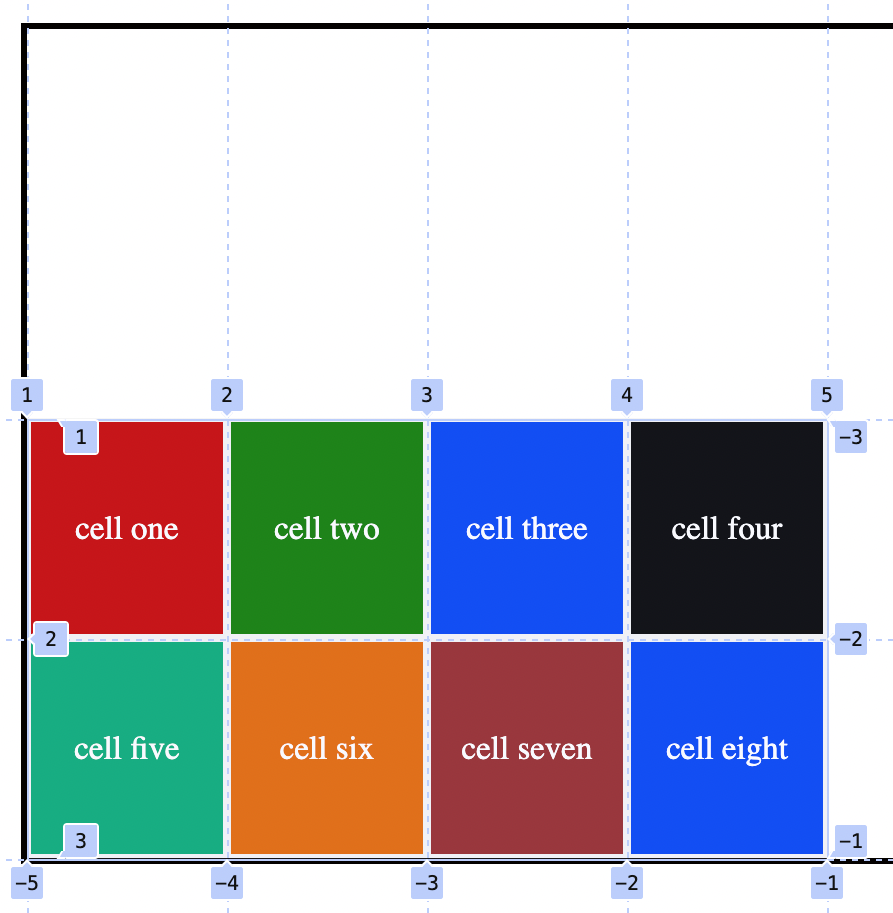 1 2 3 4 5
1 −3
cell one cell two cell three cell four
2 −2
cell five cell six cell seven cell eight
3 −1
−5 −4 −3 −2 −1